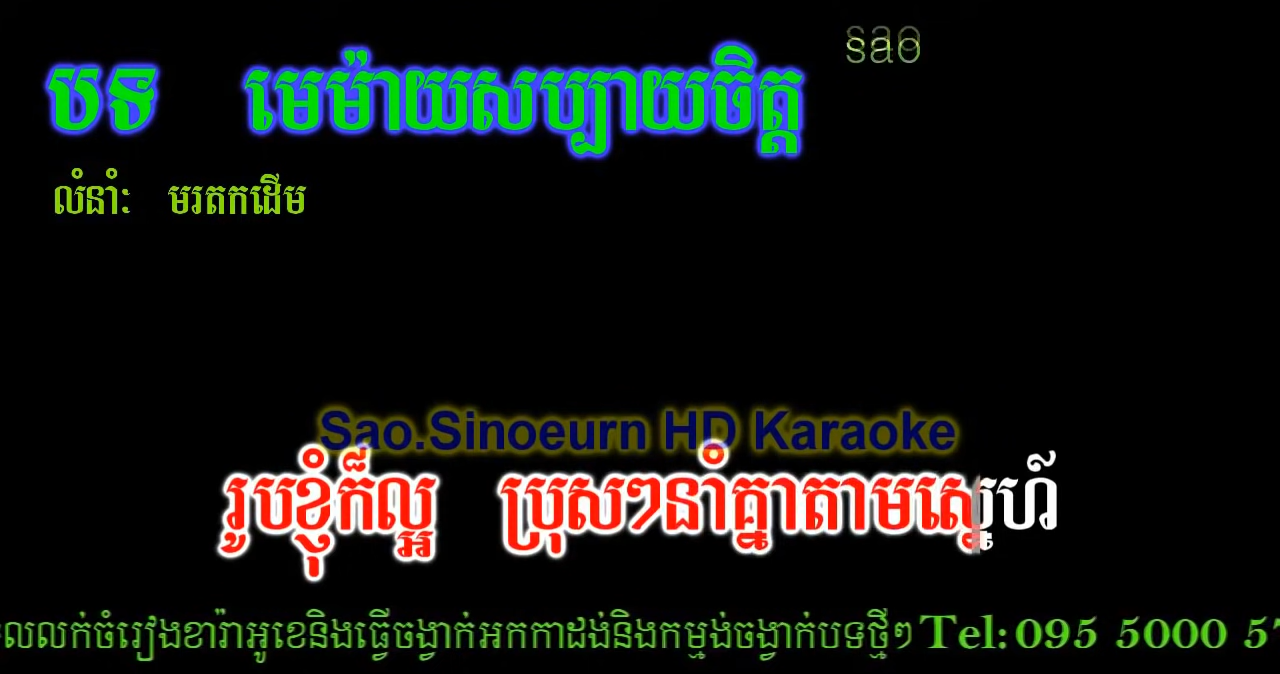 sao
sao
បទ មេម៉ាយសប្បាយចិត្ត
លំនាំៈ មរតកដើម
Sao.Sinoeurn HD Karaoke
រូបខ្ញុំក៏ល្អ ប្រុសៗនាំគ្នាតាមស្នេហ៍
លក់ចំរៀងខារ៉ាអូខេនិងធ្វើចង្វាក់អកកាដង់និងកម្មង់ចង្វាក់បទថ្មីៗ Tel: 095 5000 5